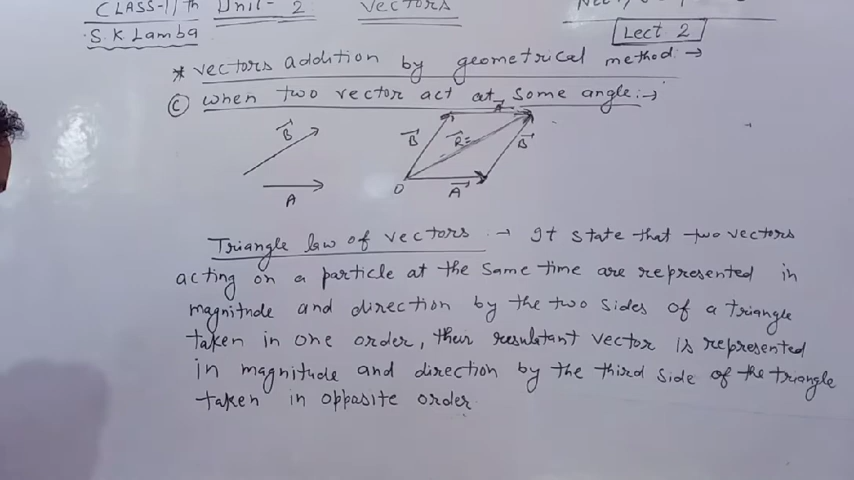 CLASS-11th Unit-2 Vectors
S.K Lamba
Lect 2
* Vectors addition by geometrical method :→
(C) when two vector act at some angle:→
B A
O A B R= B A
Triangle law of vectors → It state that two vectors
acting on a particle at the same time are represented in
magnitude and direction by the two sides of a triangle
taken in one order, their resultant vector is represented
in magnitude and direction by the third side of the triangle
taken in opposite order